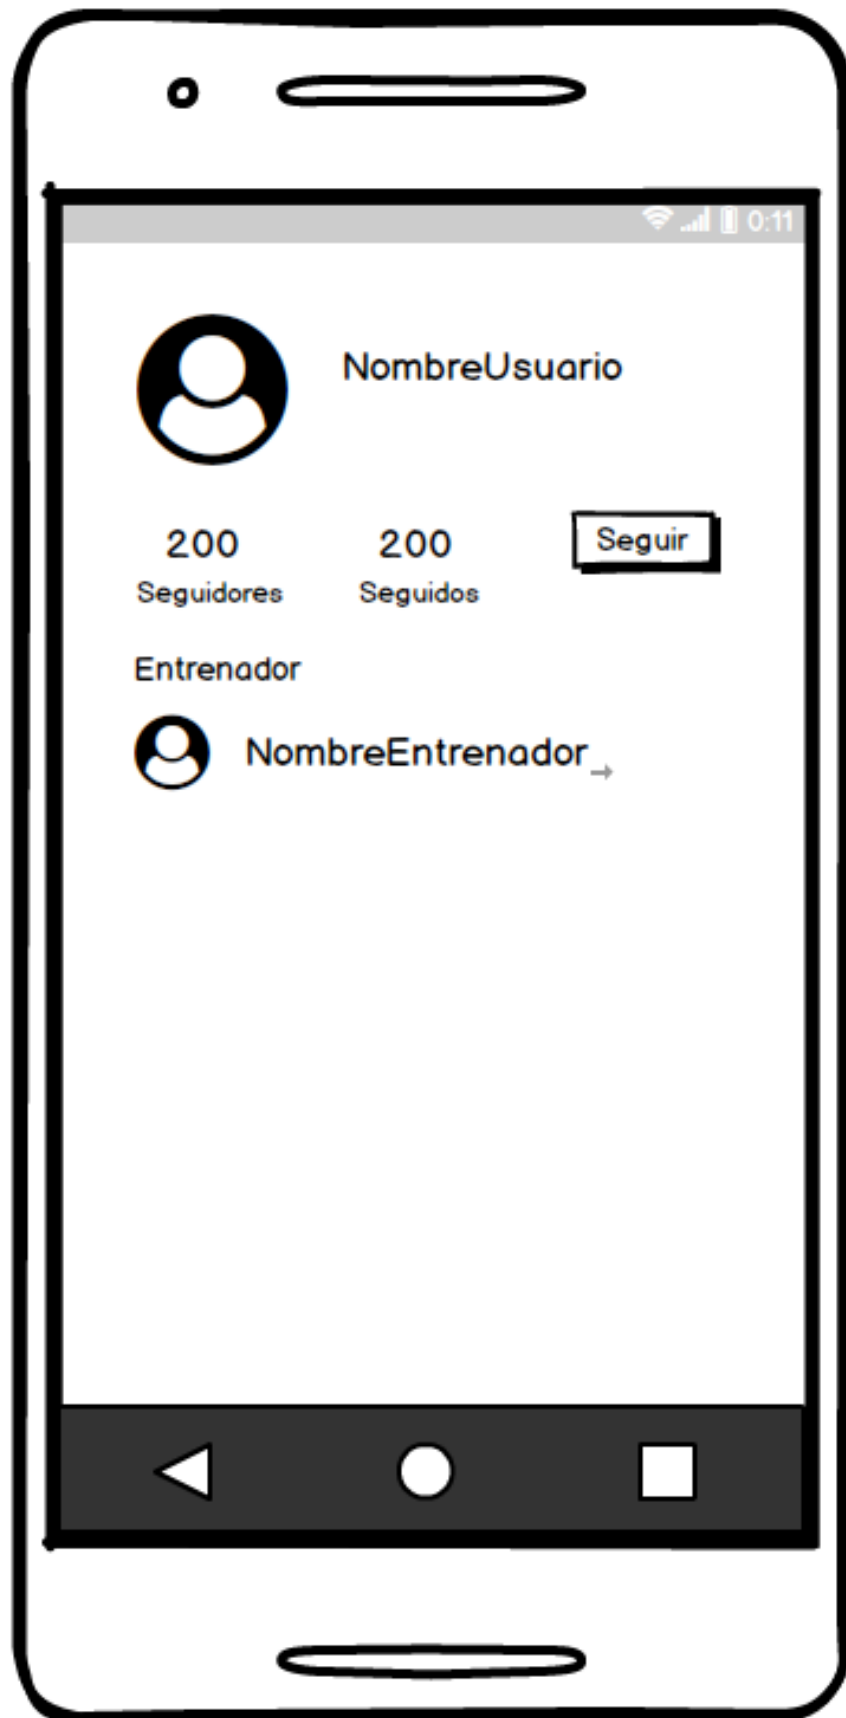 0:11
NombreUsuario
200 200 Seguir
Seguidores Seguidos
Entrenador
NombreEntrenador